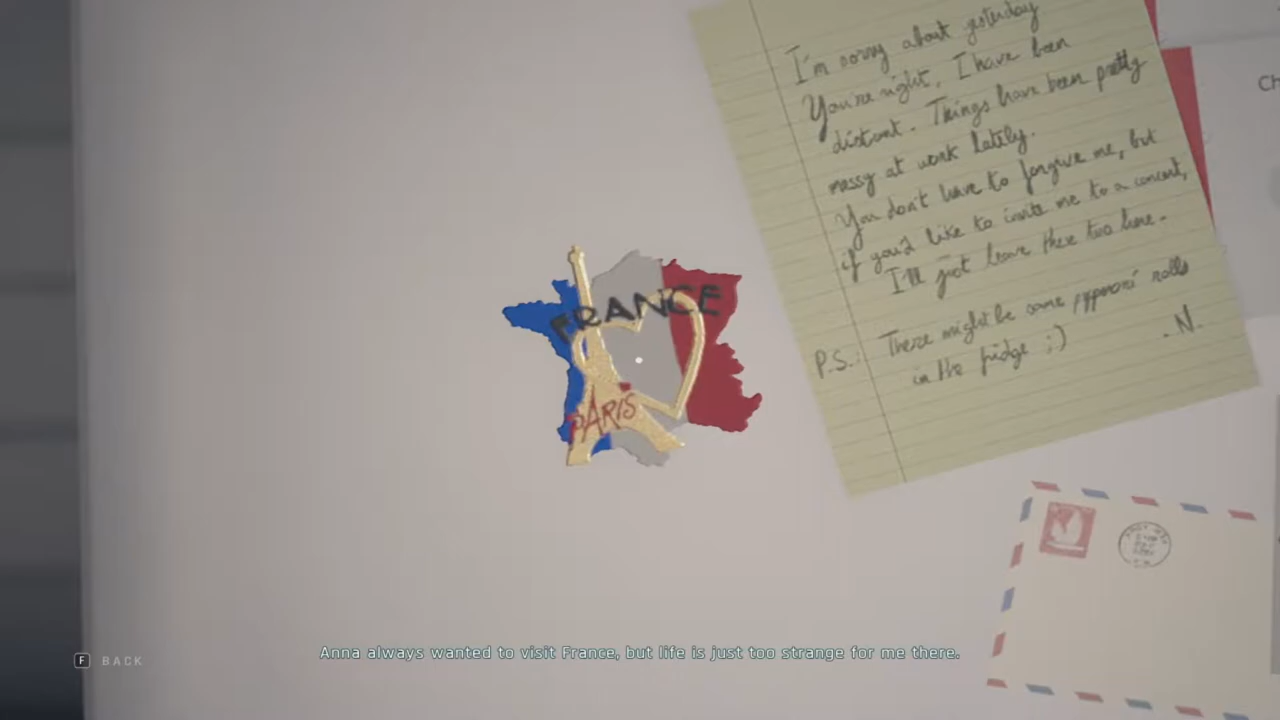 I'm sorry about yesterday
You're right, I have been
distant. Things have been pretty
messy at work lately.
You don't have to forgive me, but
if you'd like to invite me to a concert,
I'll just leave these two here.
P.S.: There might be some pepperoni rolls
in the fridge ;)
.N.
Ch
FRANCE
PARIS
Anna always wanted to visit France, but life is just too strange for me there.
F BACK